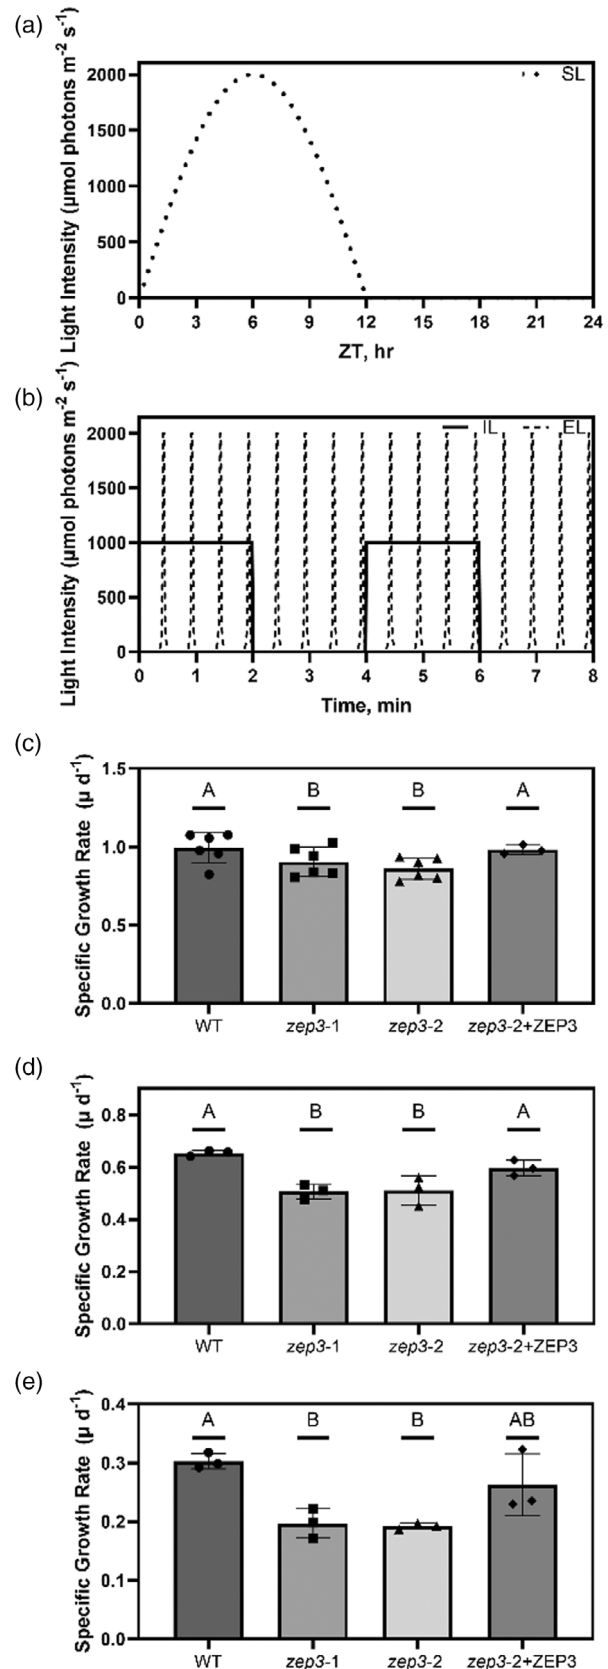 (a)
Light Intensity (µmol photons m-2 s-1)
2000
1500
1000
500
0
SL
0 3 6 9 12 15 18 21 24
ZT, hr
(b)
Light Intensity (µmol photons m-2 s-1)
2000
1500
1000
500
0
IL EL
0 1 2 3 4 5 6 7 8
Time, min
(c)
Specific Growth Rate (µ d-1)
1.5
1.0
0.5
0.0
A B B A
WT zep3-1 zep3-2 zep3-2+ZEP3
(d)
Specific Growth Rate (µ d-1)
0.8
0.6
0.4
0.2
0.0
A B B A
WT zep3-1 zep3-2 zep3-2+ZEP3
(e)
Specific Growth Rate (µ d-1)
0.4
0.3
0.2
0.1
0.0
A B B AB
WT zep3-1 zep3-2 zep3-2+ZEP3